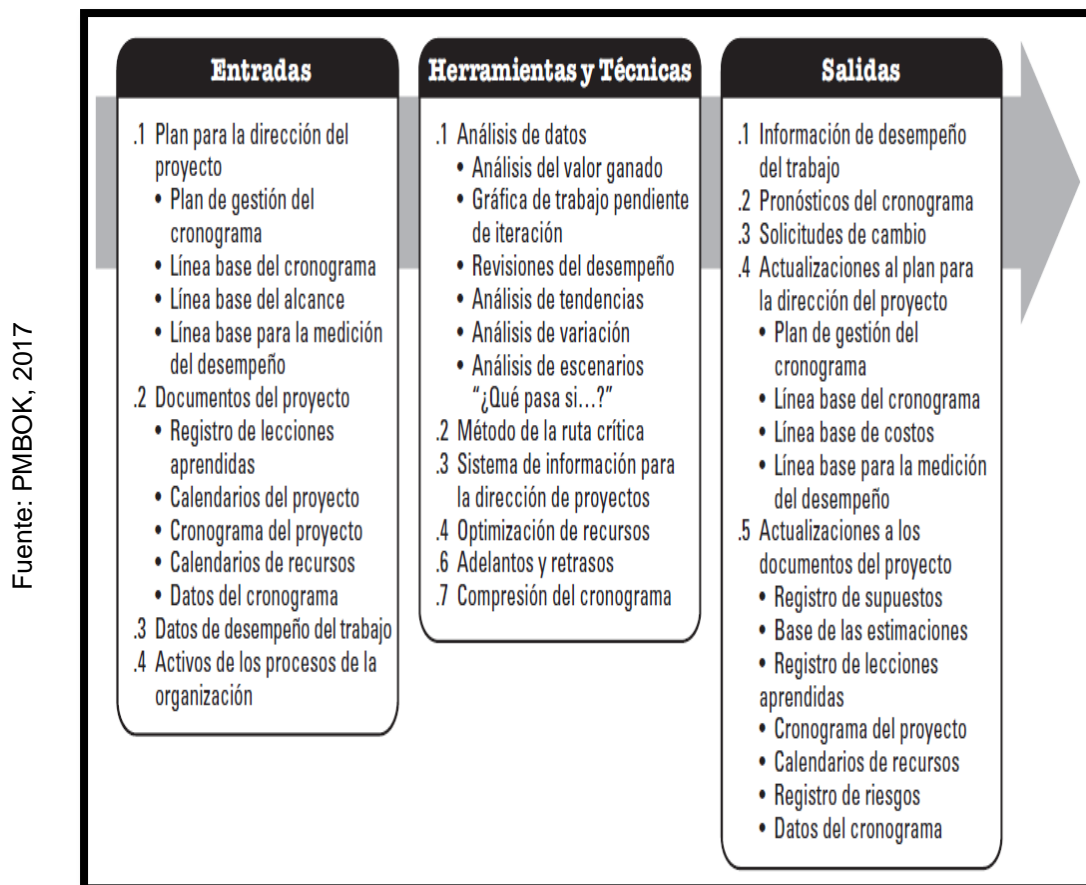 Fuente: PMBOK, 2017
Entradas
.1 Plan para la dirección del
proyecto
• Plan de gestión del
cronograma
• Línea base del cronograma
• Línea base del alcance
• Línea base para la medición
del desempeño
.2 Documentos del proyecto
• Registro de lecciones
aprendidas
• Calendarios del proyecto
• Cronograma del proyecto
• Calendarios de recursos
• Datos del cronograma
.3 Datos de desempeño del trabajo
.4 Activos de los procesos de la
organización
Herramientas y Técnicas
.1 Análisis de datos
• Análisis del valor ganado
• Gráfica de trabajo pendiente
de iteración
• Revisiones del desempeño
• Análisis de tendencias
• Análisis de variación
• Análisis de escenarios
“¿Qué pasa si...?”
.2 Método de la ruta crítica
.3 Sistema de información para
la dirección de proyectos
.4 Optimización de recursos
.6 Adelantos y retrasos
.7 Compresión del cronograma
Salidas
.1 Información de desempeño
del trabajo
.2 Pronósticos del cronograma
.3 Solicitudes de cambio
.4 Actualizaciones al plan para
la dirección del proyecto
• Plan de gestión del
cronograma
• Línea base del cronograma
• Línea base de costos
• Línea base para la medición
del desempeño
.5 Actualizaciones a los
documentos del proyecto
• Registro de supuestos
• Base de las estimaciones
• Registro de lecciones
aprendidas
• Cronograma del proyecto
• Calendarios de recursos
• Registro de riesgos
• Datos del cronograma